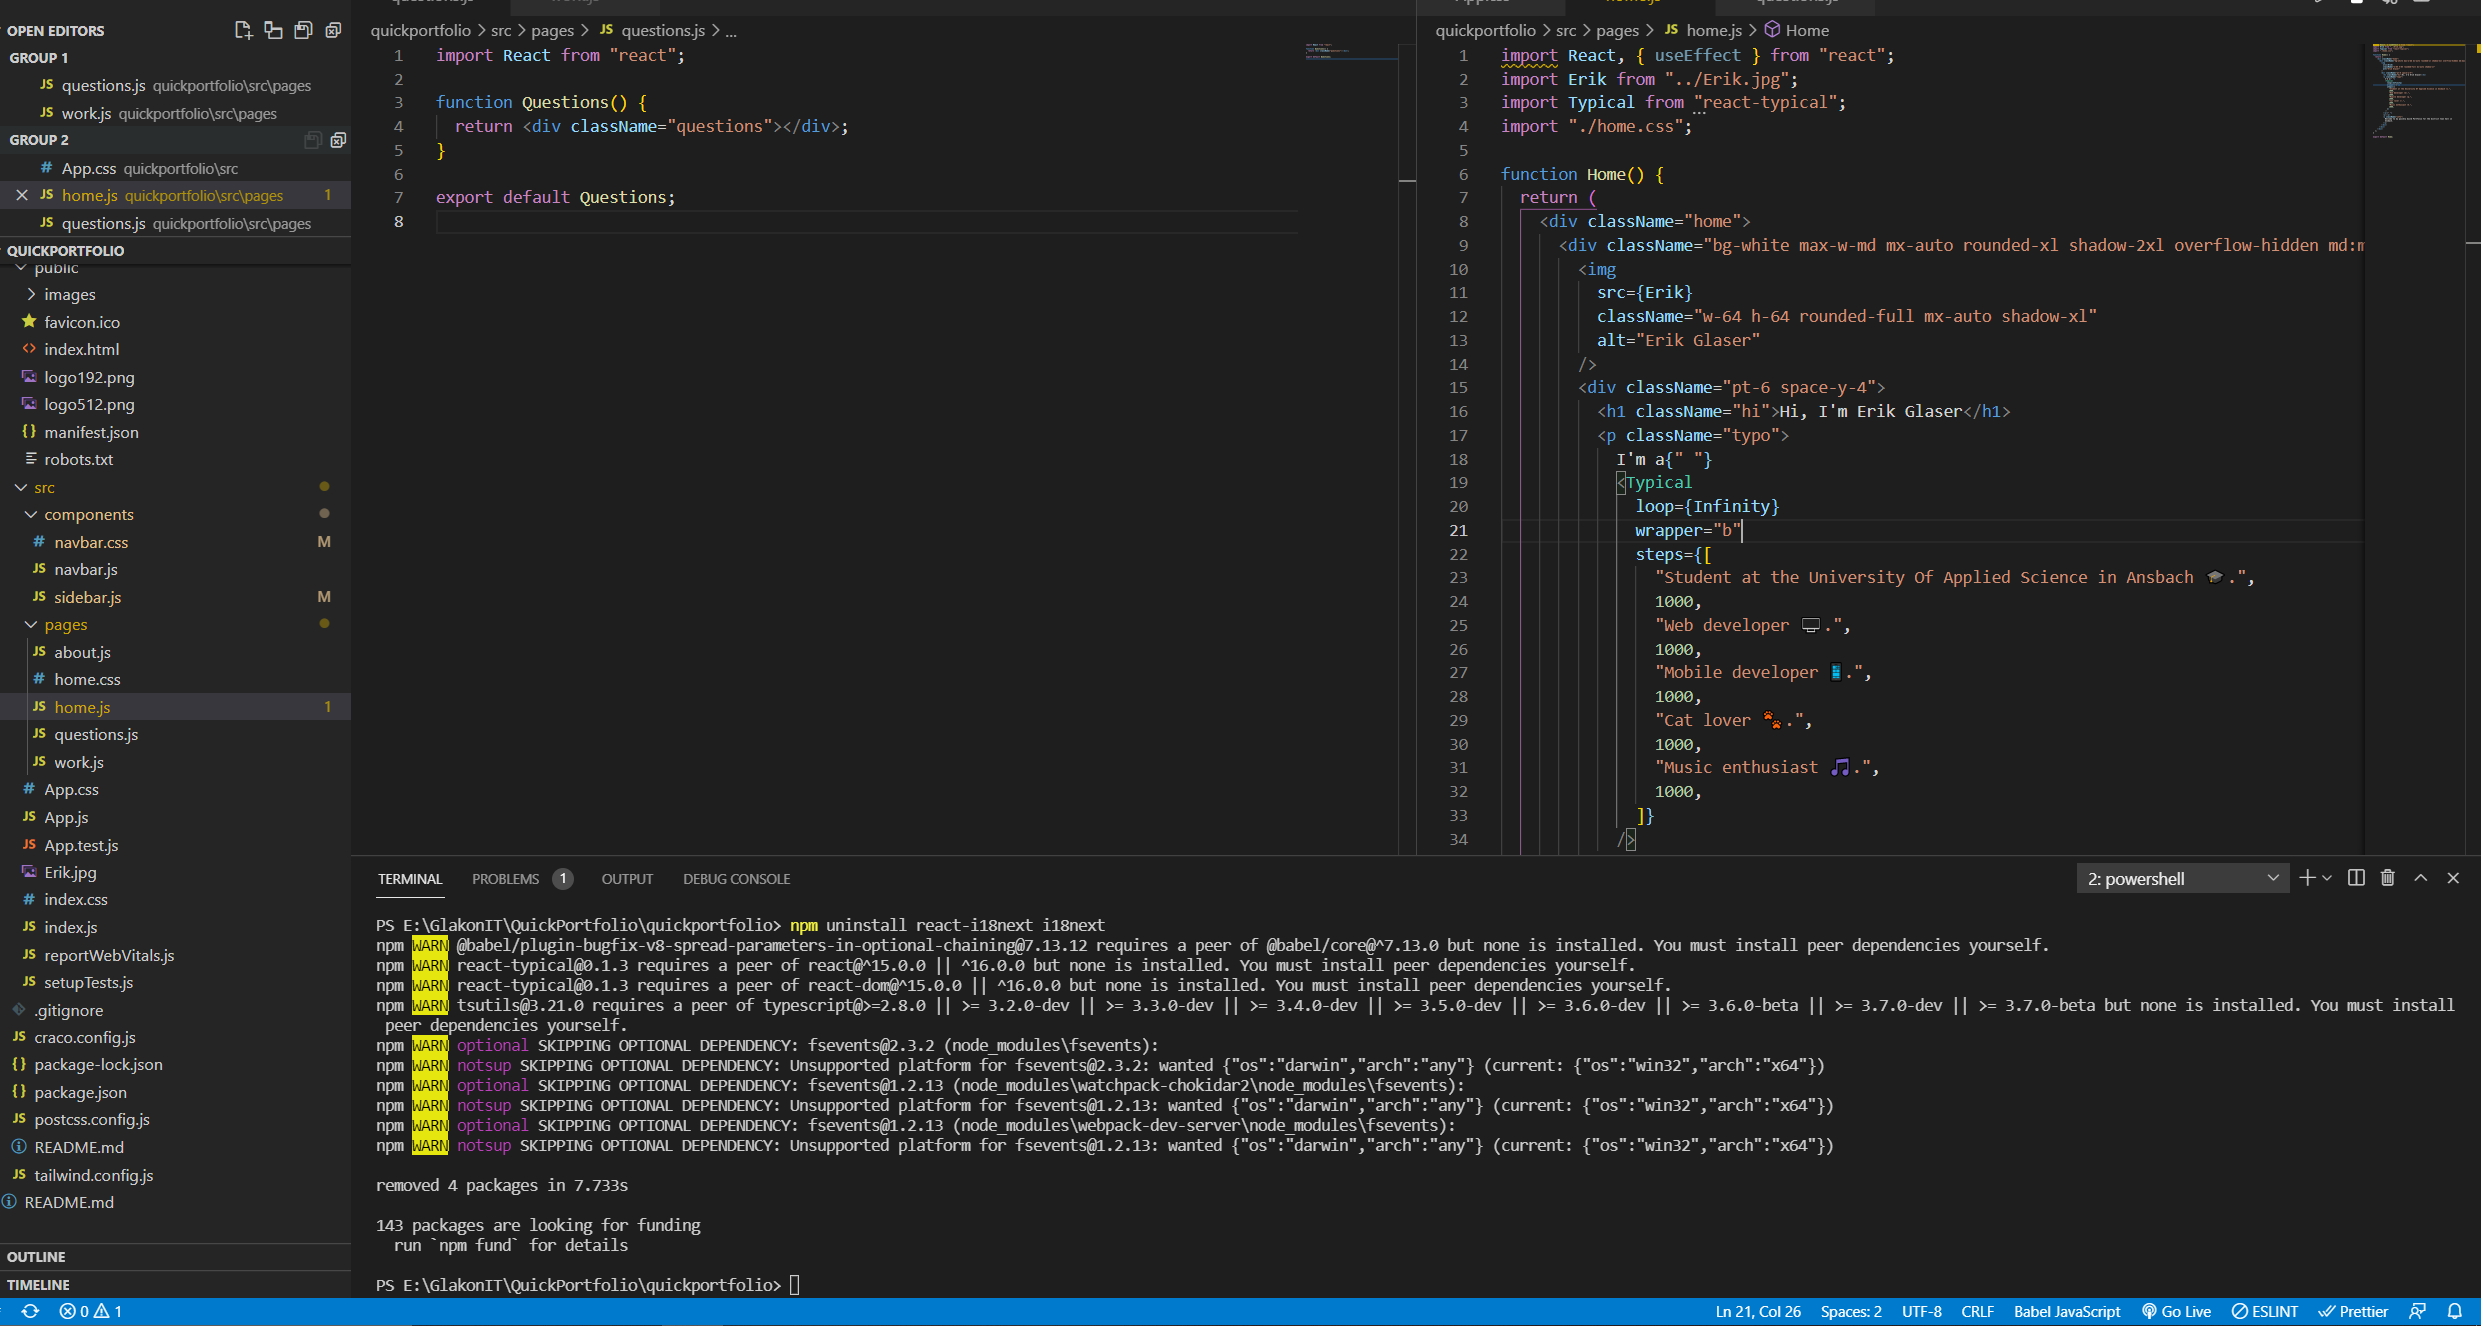 OPEN EDITORS
GROUP 1
JS questions.js quickportfolio\src\pages
JS work.js quickportfolio\src\pages
GROUP 2
# App.css quickportfolio\src
JS home.js quickportfolio\src\pages 1
JS questions.js quickportfolio\src\pages
QUICKPORTFOLIO
public
images
favicon.ico
<> index.html
logo192.png
logo512.png
{} manifest.json
robots.txt
src
components
# navbar.css M
JS navbar.js
JS sidebar.js M
pages
JS about.js
# home.css
JS home.js 1
JS questions.js
JS work.js
# App.css
JS App.js
JS App.test.js
Erik.jpg
# index.css
JS index.js
JS reportWebVitals.js
JS setupTests.js
.gitignore
JS craco.config.js
{} package-lock.json
{} package.json
JS postcss.config.js
README.md
JS tailwind.config.js
README.md
OUTLINE
TIMELINE
quickportfolio > src > pages > JS questions.js > ...
1 import React from "react";
2
3 function Questions() {
4 return <div className="questions"></div>;
5 }
6
7 export default Questions;
8
quickportfolio > src > pages > JS home.js > Home
1 import React, { useEffect } from "react";
2 import Erik from "../Erik.jpg";
3 import Typical from "react-typical";
4 import "./home.css";
5
6 function Home() {
7 return (
8 <div className="home">
9 <div className="bg-white max-w-md mx-auto rounded-xl shadow-2xl overflow-hidden md:m
10 <img
11 src={Erik}
12 className="w-64 h-64 rounded-full mx-auto shadow-xl"
13 alt="Erik Glaser"
14 />
15 <div className="pt-6 space-y-4">
16 <h1 className="hi">Hi, I'm Erik Glaser</h1>
17 <p className="typo">
18 I'm a{" "}
19 <Typical
20 loop={Infinity}
21 wrapper="b"
22 steps={[
23 "Student at the University Of Applied Science in Ansbach 🎓.",
24 1000,
25 "Web developer 🖥.",
26 1000,
27 "Mobile developer 📱.",
28 1000,
29 "Cat lover 🐾.",
30 1000,
31 "Music enthusiast 🎵.",
32 1000,
33 ]}
34 />
TERMINAL PROBLEMS 1 OUTPUT DEBUG CONSOLE 2: powershell
PS E:\GlakonIT\QuickPortfolio\quickportfolio> npm uninstall react-i18next i18next
npm WARN @babel/plugin-bugfix-v8-spread-parameters-in-optional-chaining@7.13.12 requires a peer of @babel/core@^7.13.0 but none is installed. You must install peer dependencies yourself.
npm WARN react-typical@0.1.3 requires a peer of react@^15.0.0 || ^16.0.0 but none is installed. You must install peer dependencies yourself.
npm WARN react-typical@0.1.3 requires a peer of react-dom@^15.0.0 || ^16.0.0 but none is installed. You must install peer dependencies yourself.
npm WARN tsutils@3.21.0 requires a peer of typescript@>=2.8.0 || >= 3.2.0-dev || >= 3.3.0-dev || >= 3.4.0-dev || >= 3.5.0-dev || >= 3.6.0-dev || >= 3.6.0-beta || >= 3.7.0-dev || >= 3.7.0-beta but none is installed. You must install
peer dependencies yourself.
npm WARN optional SKIPPING OPTIONAL DEPENDENCY: fsevents@2.3.2 (node_modules\fsevents):
npm WARN notsup SKIPPING OPTIONAL DEPENDENCY: Unsupported platform for fsevents@2.3.2: wanted {"os":"darwin","arch":"any"} (current: {"os":"win32","arch":"x64"})
npm WARN optional SKIPPING OPTIONAL DEPENDENCY: fsevents@1.2.13 (node_modules\watchpack-chokidar2\node_modules\fsevents):
npm WARN notsup SKIPPING OPTIONAL DEPENDENCY: Unsupported platform for fsevents@1.2.13: wanted {"os":"darwin","arch":"any"} (current: {"os":"win32","arch":"x64"})
npm WARN optional SKIPPING OPTIONAL DEPENDENCY: fsevents@1.2.13 (node_modules\webpack-dev-server\node_modules\fsevents):
npm WARN notsup SKIPPING OPTIONAL DEPENDENCY: Unsupported platform for fsevents@1.2.13: wanted {"os":"darwin","arch":"any"} (current: {"os":"win32","arch":"x64"})
removed 4 packages in 7.733s
143 packages are looking for funding
run `npm fund` for details
PS E:\GlakonIT\QuickPortfolio\quickportfolio>
0 1 Ln 21, Col 26 Spaces: 2 UTF-8 CRLF Babel JavaScript Go Live ESLINT Prettier